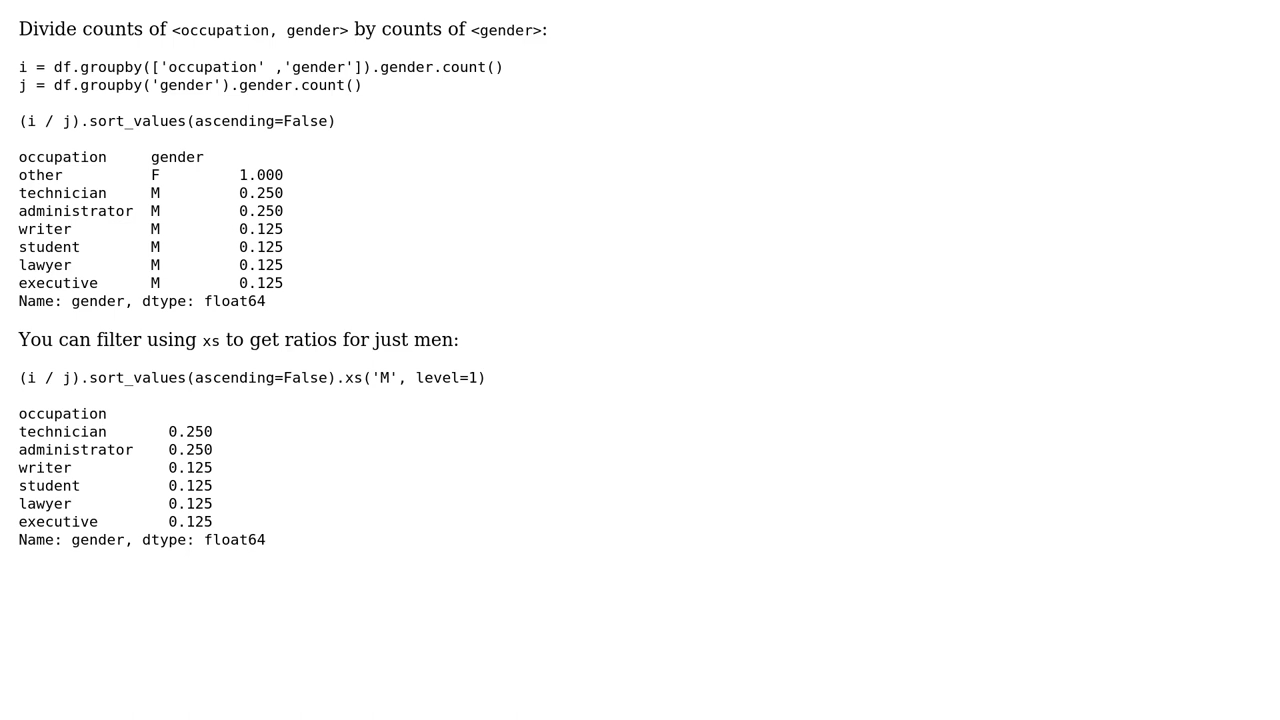 Divide counts of <occupation, gender> by counts of <gender>:
i = df.groupby(['occupation' ,'gender']).gender.count()
j = df.groupby('gender').gender.count()
(i / j).sort_values(ascending=False)
occupation     gender
other          F         1.000
technician     M         0.250
administrator  M         0.250
writer         M         0.125
student        M         0.125
lawyer         M         0.125
executive      M         0.125
Name: gender, dtype: float64
You can filter using xs to get ratios for just men:
(i / j).sort_values(ascending=False).xs('M', level=1)
occupation
technician       0.250
administrator    0.250
writer           0.125
student          0.125
lawyer           0.125
executive        0.125
Name: gender, dtype: float64